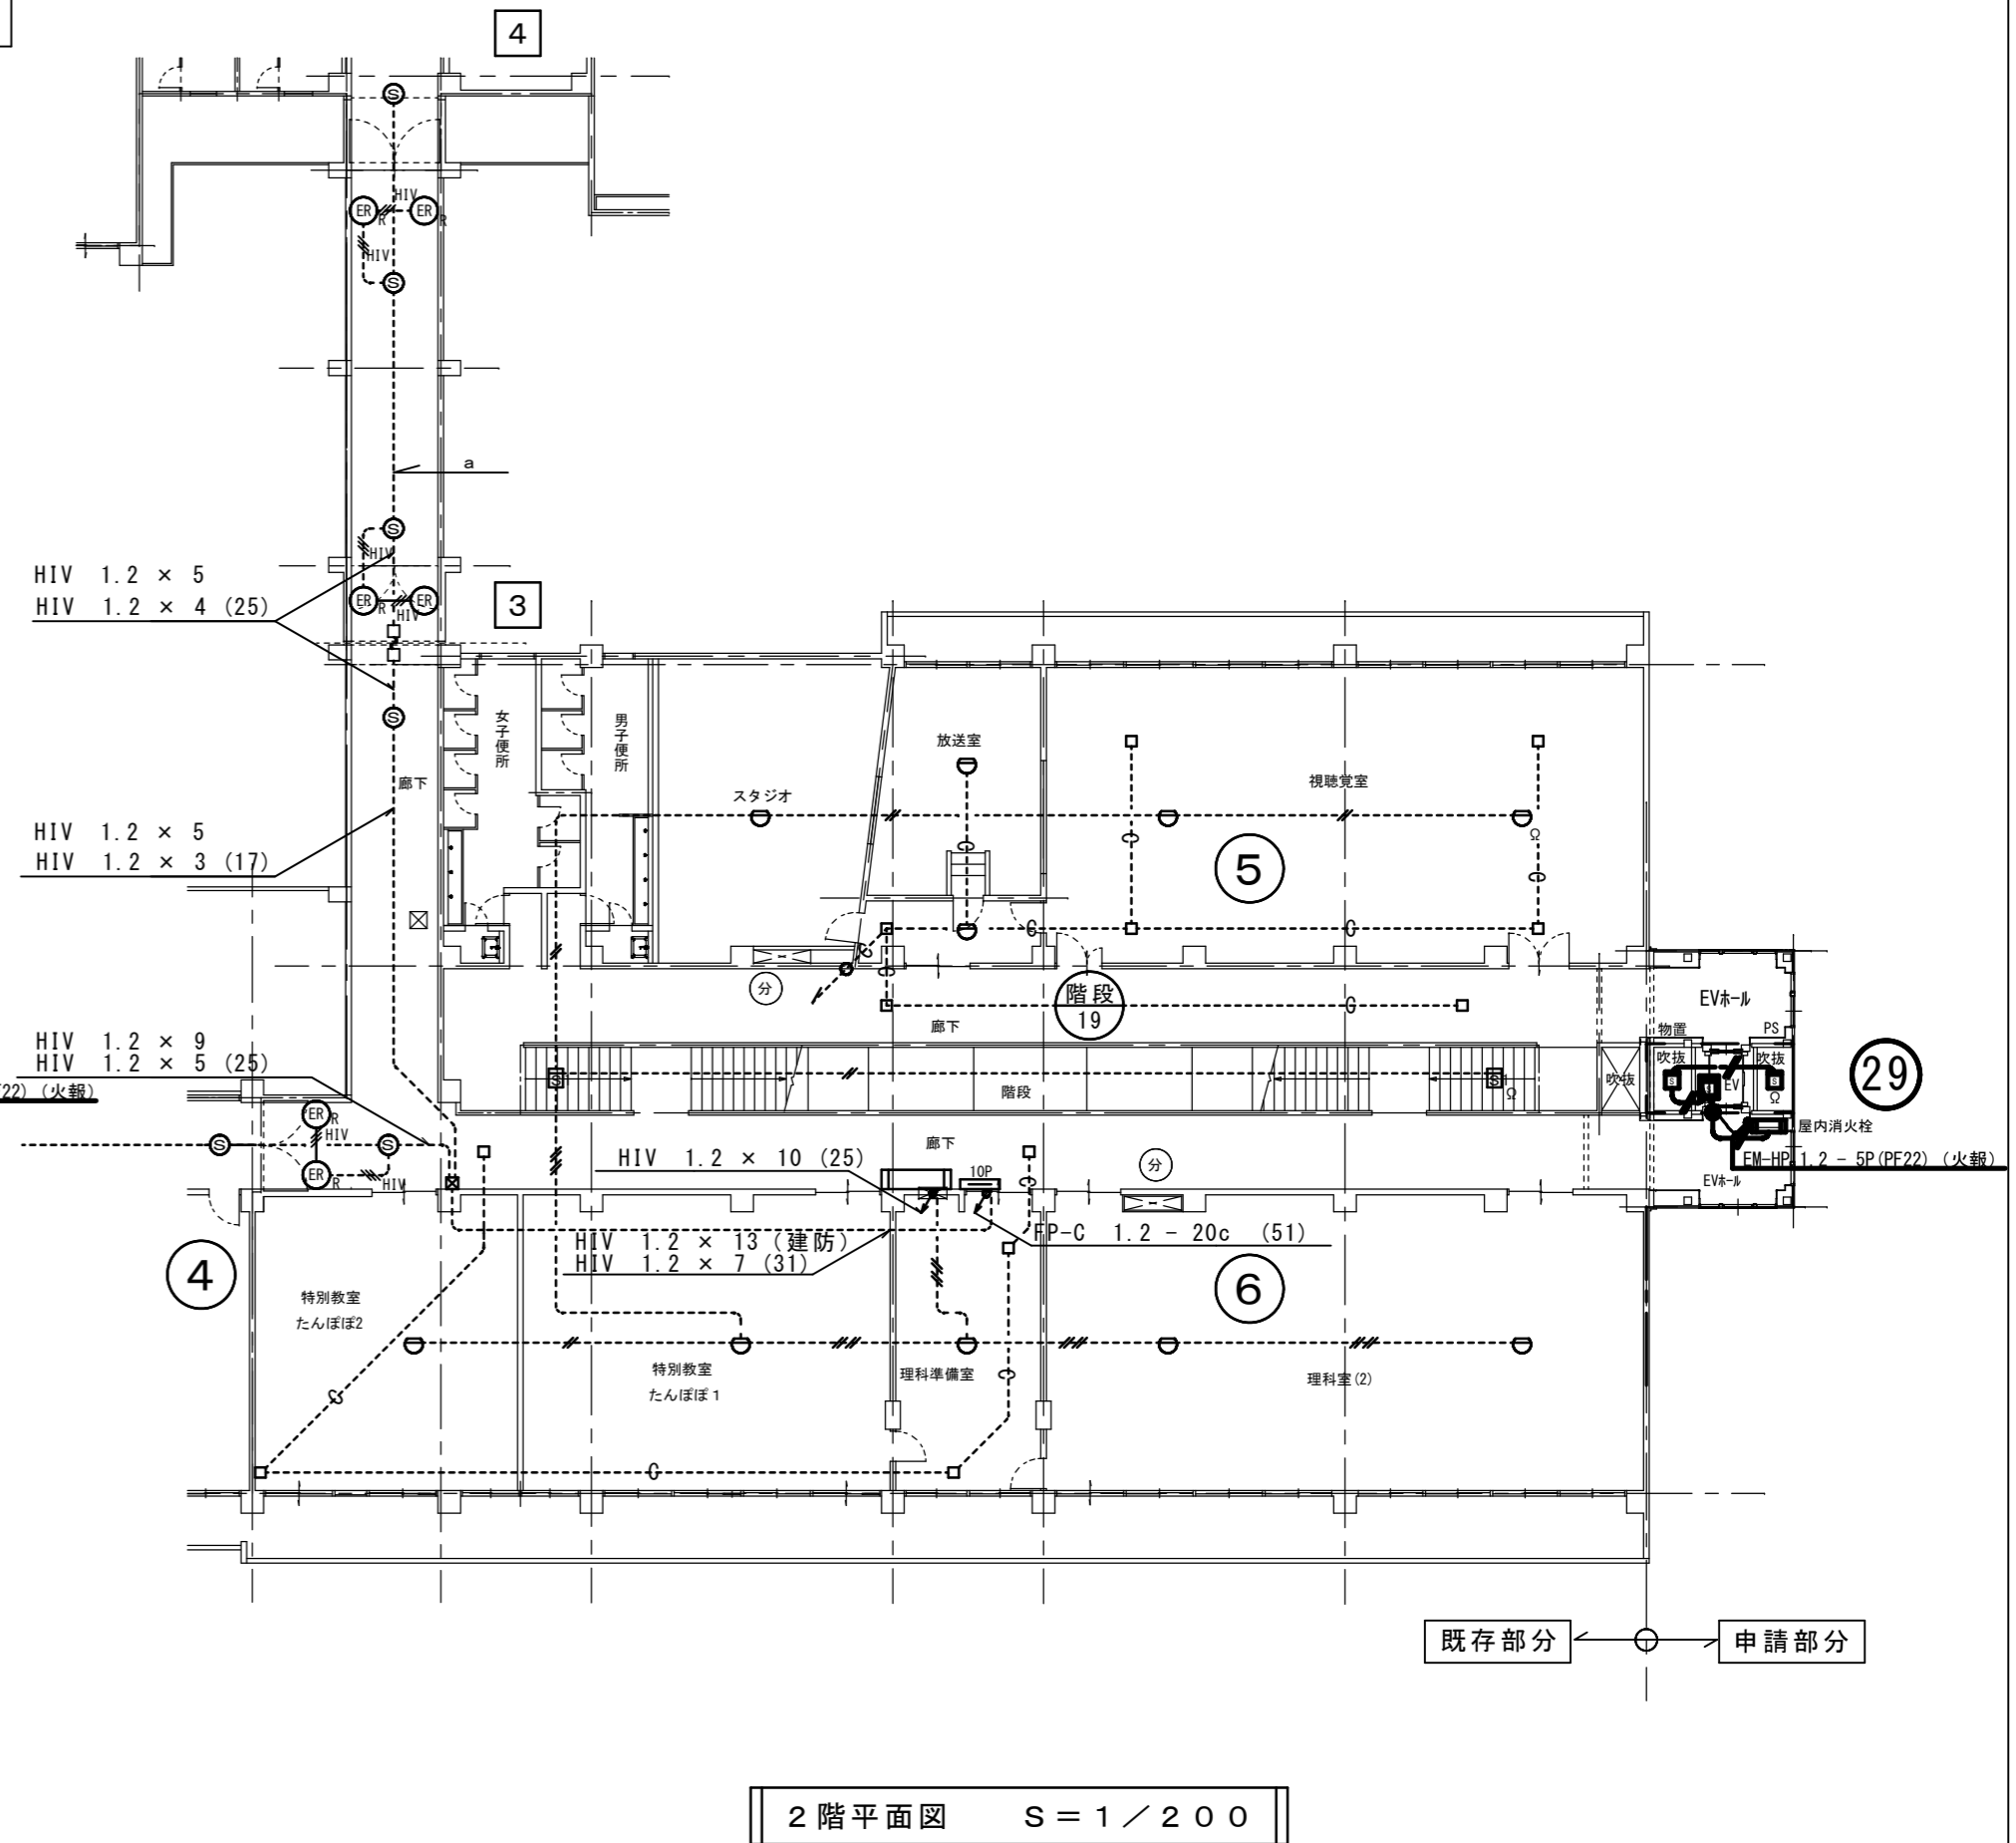 4
S
HIV
ER
R
ER
R
HIV
S
a
S
HIV
HIV 1.2 × 5
HIV 1.2 × 4 (25)
ER
R
ER
HIV
3
S
女子便所
男子便所
廊下
スタジオ
放送室
視聴覚室
HIV 1.2 × 5
HIV 1.2 × 3 (17)
Ω
5
C
C
分
階段
19
C
廊下
EVホール
物置
PS
吹抜
吹抜
吹抜
S
S
EV
Ω
29
HIV 1.2 × 9
HIV 1.2 × 5 (25)
22) (火報)
S
階段
S
Ω
ER
R
HIV
S
S
ER
R
HIV
廊下
屋内消火栓
HIV 1.2 × 10 (25)
10P
分
EM-HP 1.2 - 5P(PF22) (火報)
EVホール
HIV 1.2 × 13 (建防)
HIV 1.2 × 7 (31)
FP-C 1.2 - 20c (51)
4
6
特別教室
たんぽぽ2
特別教室
たんぽぽ1
理科準備室
理科室(2)
C
C
既存部分
申請部分
2階平面図 S=1/200